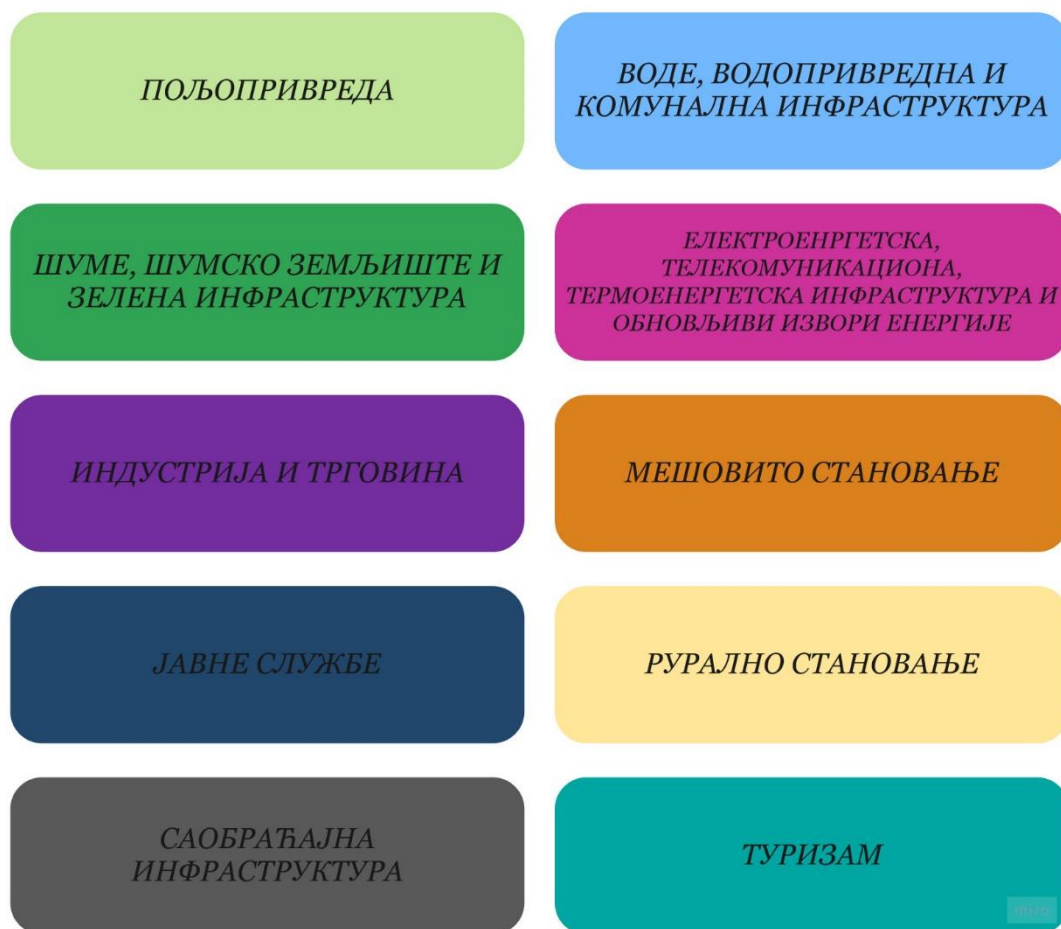 ПОЉОПРИВРЕДА
ВОДЕ, ВОДОПРИВРЕДНА И
КОМУНАЛНА ИНФРАСТРУКТУРА
ШУМЕ, ШУМСКО ЗЕМЉИШТЕ И
ЗЕЛЕНА ИНФРАСТРУКТУРА
ЕЛЕКТРОЕНРГЕТСКА,
ТЕЛЕКОМУНИКАЦИОНА,
ТЕРМОЕНЕРГЕТСКА ИНФРАСТРУКТУРА И
ОБНОВЉИВИ ИЗВОРИ ЕНЕРГИЈЕ
ИНДУСТРИЈА И ТРГОВИНА
МЕШОВИТО СТАНОВАЊЕ
ЈАВНЕ СЛУЖБЕ
РУРАЛНО СТАНОВАЊЕ
САОБРАЋАЈНА
ИНФРАСТРУКТУРА
ТУРИЗАМ
miro